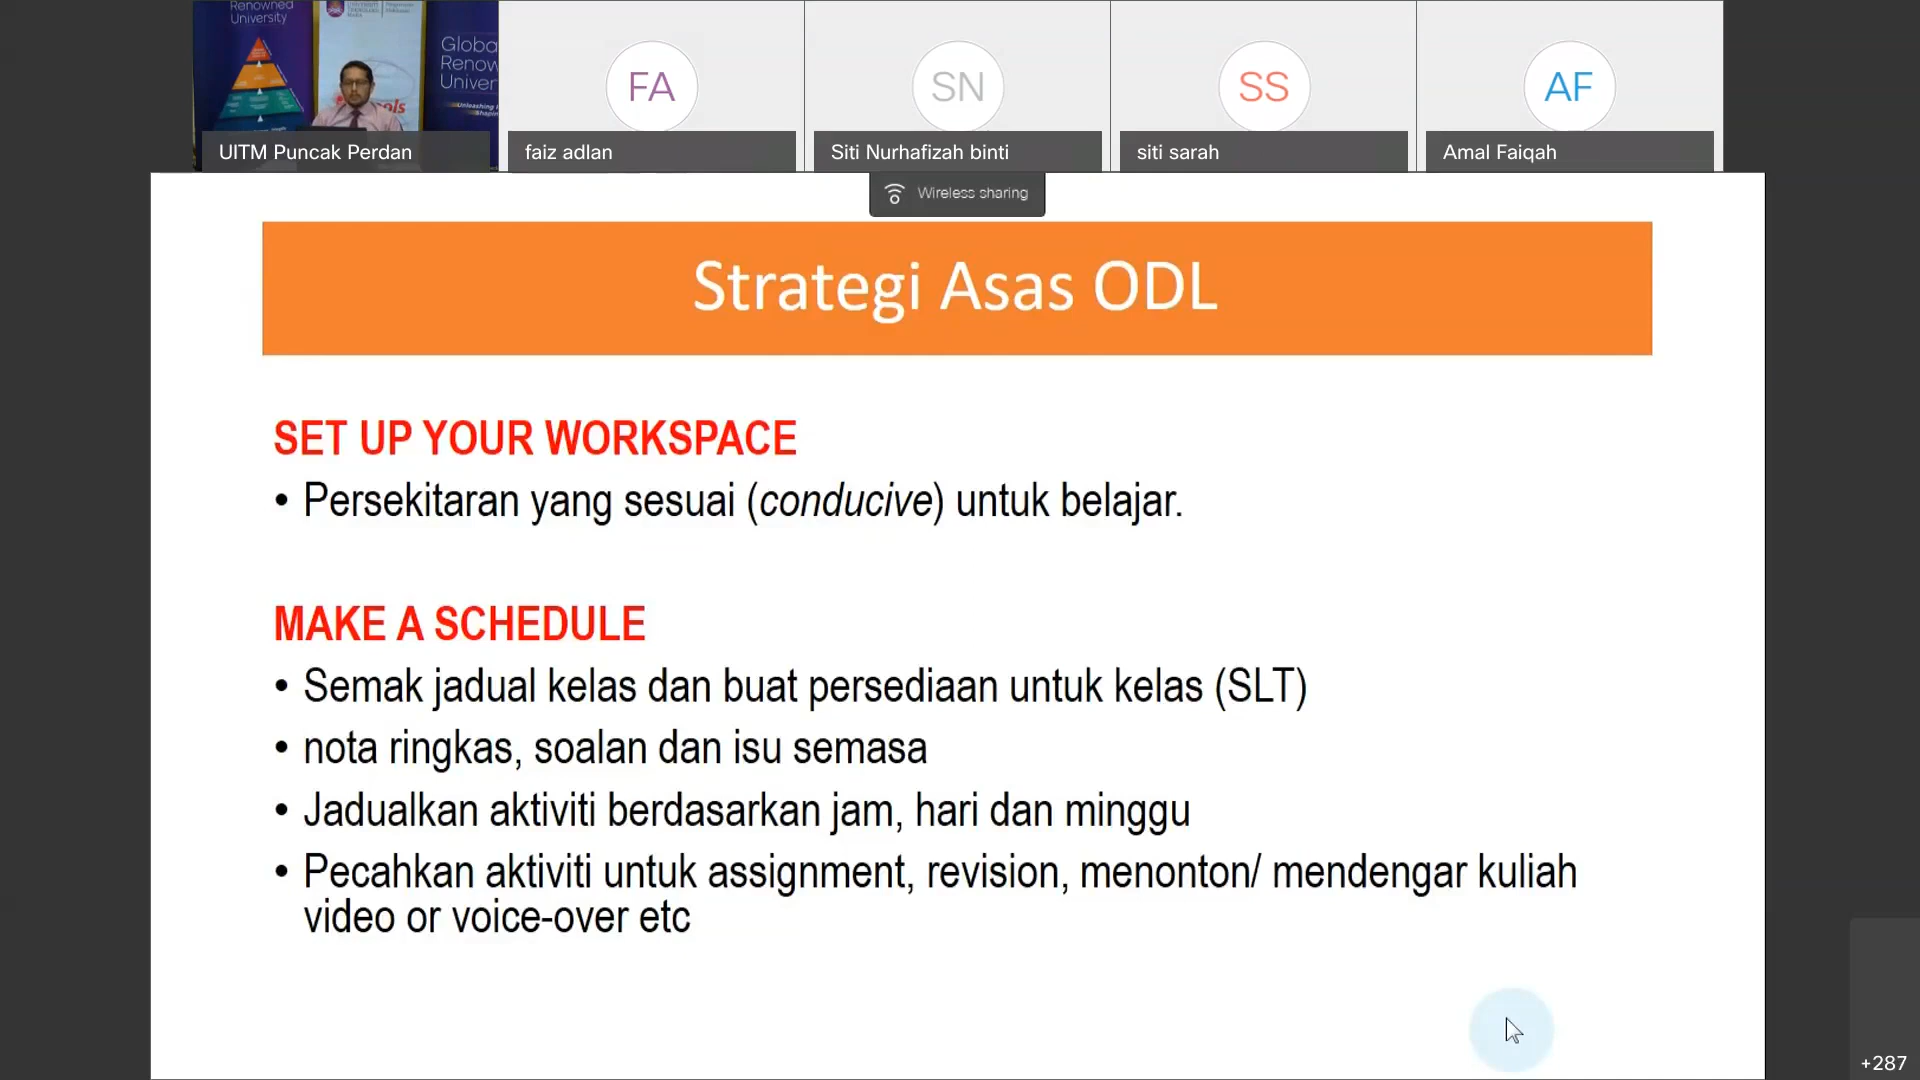 Renowned
University
Global
Renow
Univer
UITM Puncak Perdan
FA
faiz adlan
SN
Siti Nurhafizah binti
SS
siti sarah
AF
Amal Faiqah
Wireless sharing
Strategi Asas ODL
SET UP YOUR WORKSPACE
• Persekitaran yang sesuai (conducive) untuk belajar.
MAKE A SCHEDULE
• Semak jadual kelas dan buat persediaan untuk kelas (SLT)
• nota ringkas, soalan dan isu semasa
• Jadualkan aktiviti berdasarkan jam, hari dan minggu
• Pecahkan aktiviti untuk assignment, revision, menonton/ mendengar kuliah
video or voice-over etc
+287